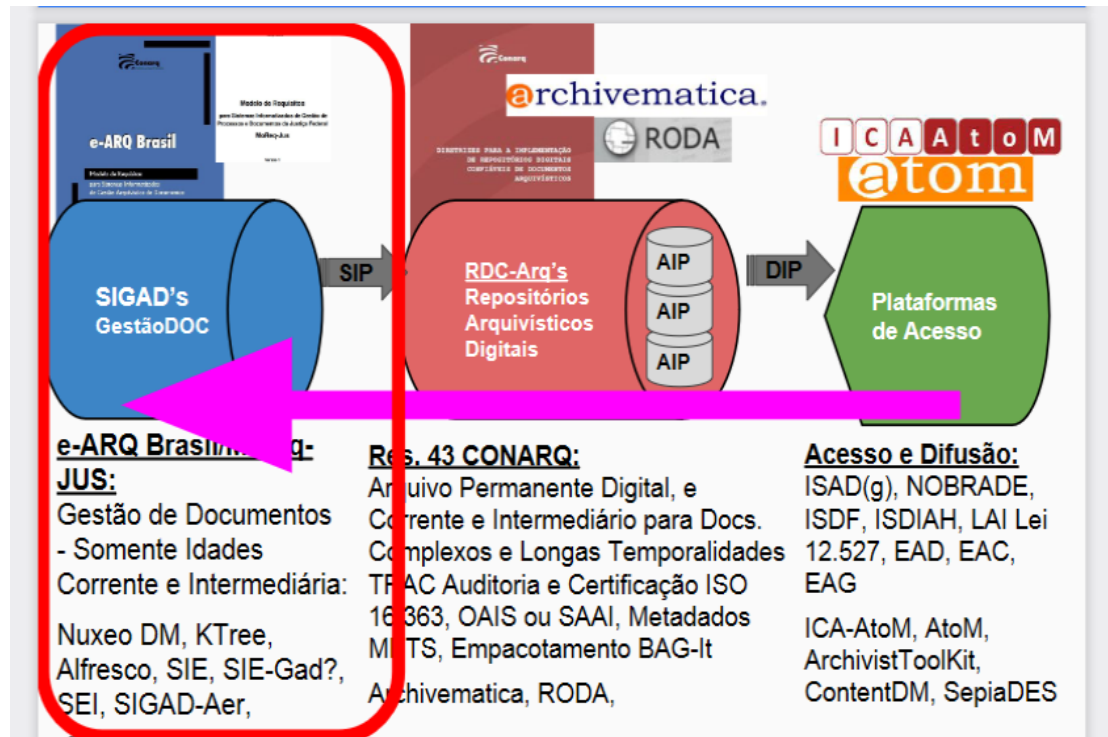 Conarq
e-ARQ Brasil
Modelo de Requisitos
para Sistemas Informatizados
de Gestão Arquivística de Documentos
Modelo de Requisitos
para Sistemas Informatizados de Gestão de
Processos e Documentos da Justiça Federal
MoReq-Jus
Conarq
DIRETRIZES PARA A IMPLEMENTAÇÃO
DE REPOSITÓRIOS DIGITAIS
CONFIÁVEIS DE DOCUMENTOS
ARQUIVÍSTICOS
archivematica.
RODA
ICA AtoM
atom
SIGAD's
GestãoDOC
SIP
RDC-Arq's
Repositórios
Arquivísticos
Digitais
AIP
AIP
AIP
DIP
Plataformas
de Acesso
e-ARQ Brasil/ q-
JUS:
Gestão de Documentos
- Somente Idades
Corrente e Intermediária:
Nuxeo DM, KTree,
Alfresco, SIE, SIE-Gad?,
SEI, SIGAD-Aer,
Res. 43 CONARQ:
Arquivo Permanente Digital, e
Corrente e Intermediário para Docs.
Complexos e Longas Temporalidades
TRAC Auditoria e Certificação ISO
16.363, OAIS ou SAAI, Metadados
METS, Empacotamento BAG-It
Archivematica, RODA,
Acesso e Difusão:
ISAD(g), NOBRADE,
ISDF, ISDIAH, LAI Lei
12.527, EAD, EAC,
EAG
ICA-AtoM, AtoM,
ArchivistToolKit,
ContentDM, SepiaDES